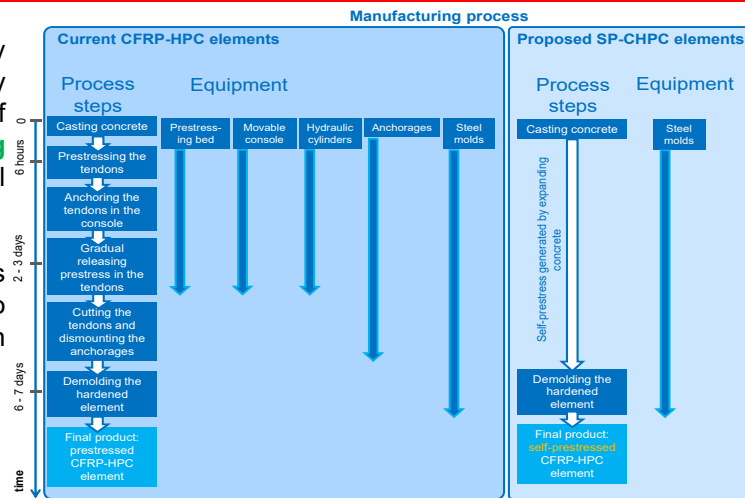 Manufacturing process
Current CFRP-HPC elements
Process
steps
Equipment
0
6 hours
2 - 3 days
6 - 7 days
time
Casting concrete
Prestressing the
tendons
Anchoring the
tendons in the
console
Gradual
releasing
prestress in the
tendons
Cutting the
tendons and
dismounting the
anchorages
Demolding the
hardened
element
Final product:
prestressed
CFRP-HPC
element
Prestress-
ing bed
Movable
console
Hydraulic
cylinders
Anchorages
Steel
molds
Proposed SP-CHPC elements
Process
steps
Equipment
Casting concrete
Self-prestress generated by expanding
concrete
Demolding the
hardened
element
Final product:
self-prestressed
CFRP-HPC
element
Steel
molds